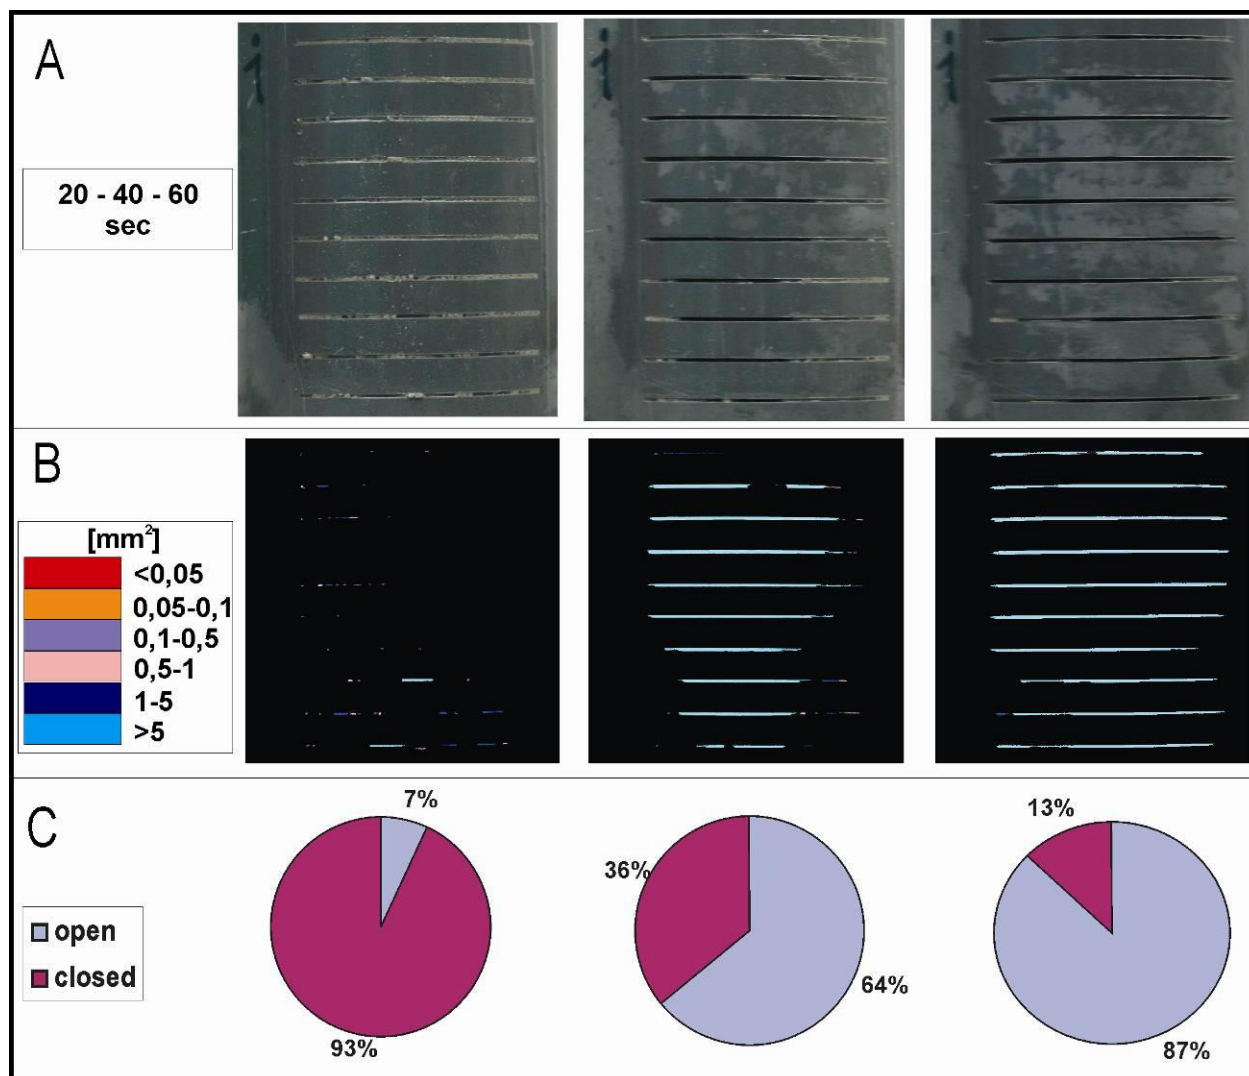 A
i
i
i
20 - 40 - 60
sec
B
[mm²]
<0,05
0,05-0,1
0,1-0,5
0,5-1
1-5
>5
C
7%
93%
36%
64%
13%
87%
open
closed